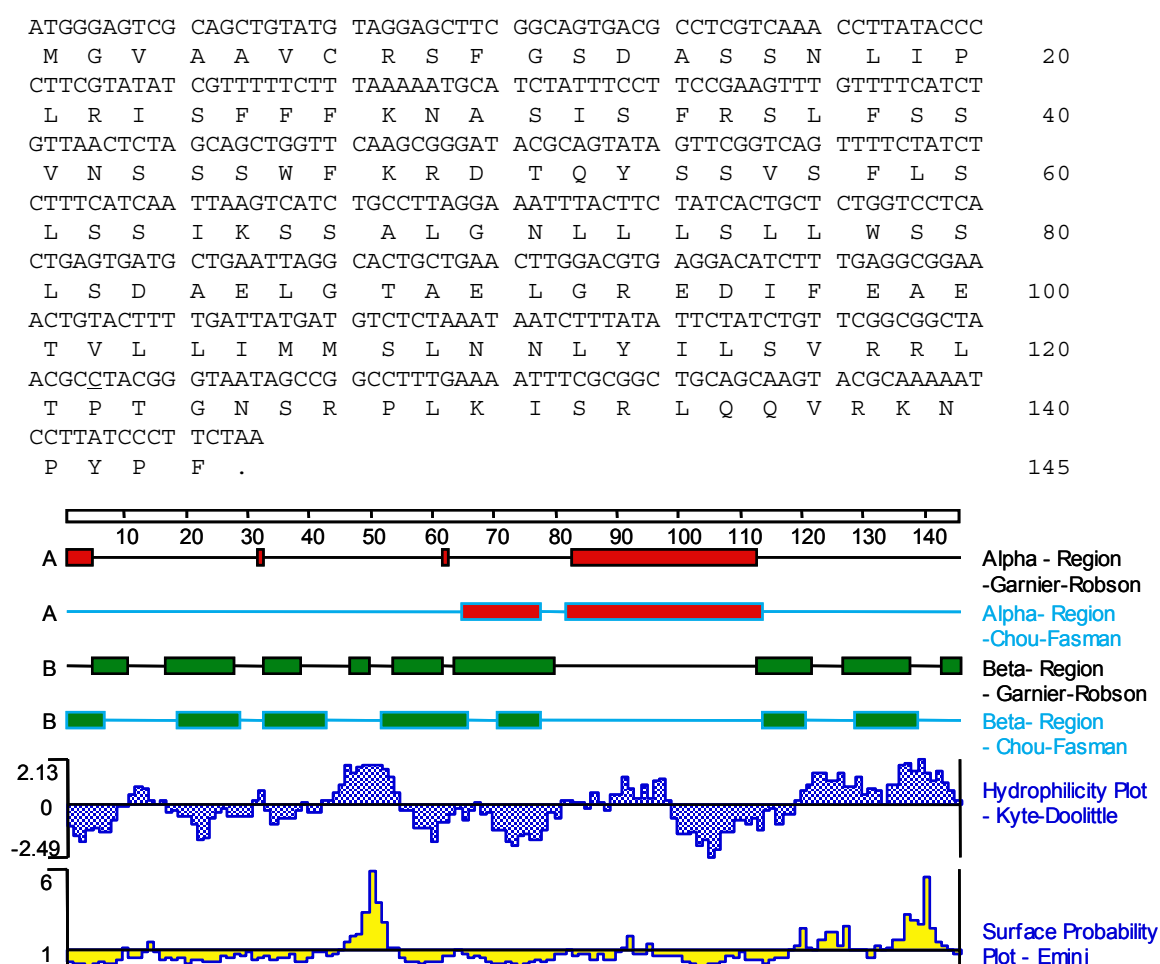 ATGGGAGTCG CAGCTGTATG TAGGAGCTTC GGCAGTGACG CCTCGTCAAA CCTTATACCC
M G V A A V C R S F G S D A S S N L I P 20
CTTCGTATAT CGTTTTTCTT TAAAAATGCA TCTATTTCCT TCCGAAGTTT GTTTTCATCT
L R I S F F F K N A S I S F R S L F S S 40
GTTAACTCTA GCAGCTGGTT CAAGCGGGAT ACGCAGTATA GTTCGGTCAG TTTTCTATCT
V N S S S W F K R D T Q Y S S V S F L S 60
CTTTCATCAA TTAAGTCATC TGCCTTAGGA AATTTACTTC TATCACTGCT CTGGTCCTCA
L S S I K S S A L G N L L L S L L W S S 80
CTGAGTGATG CTGAATTAGG CACTGCTGAA CTTGGACGTG AGGACATCTT TGAGGCGGAA
L S D A E L G T A E L G R E D I F E A E 100
ACTGTACTTT TGATTATGAT GTCTCTAAAT AATCTTTATA TTCTATCTGT TCGGCGGCTA
T V L L I M M S L N N L Y I L S V R R L 120
ACGCCTACGG GTAATAGCCG GCCTTTGAAA ATTTCGCGGC TGCAGCAAGT ACGCAAAAAT
T P T G N S R P L K I S R L Q Q V R K N 140
CCTTATCCCT TCTAA
P Y P F . 145
10 20 30 40 50 60 70 80 90 100 110 120 130 140
A Alpha - Region
-Garnier-Robson
A Alpha- Region
-Chou-Fasman
B Beta- Region
- Garnier-Robson
B Beta- Region
- Chou-Fasman
2.13
0
-2.49
Hydrophilicity Plot
- Kyte-Doolittle
6
1
Surface Probability
Plot - Emini